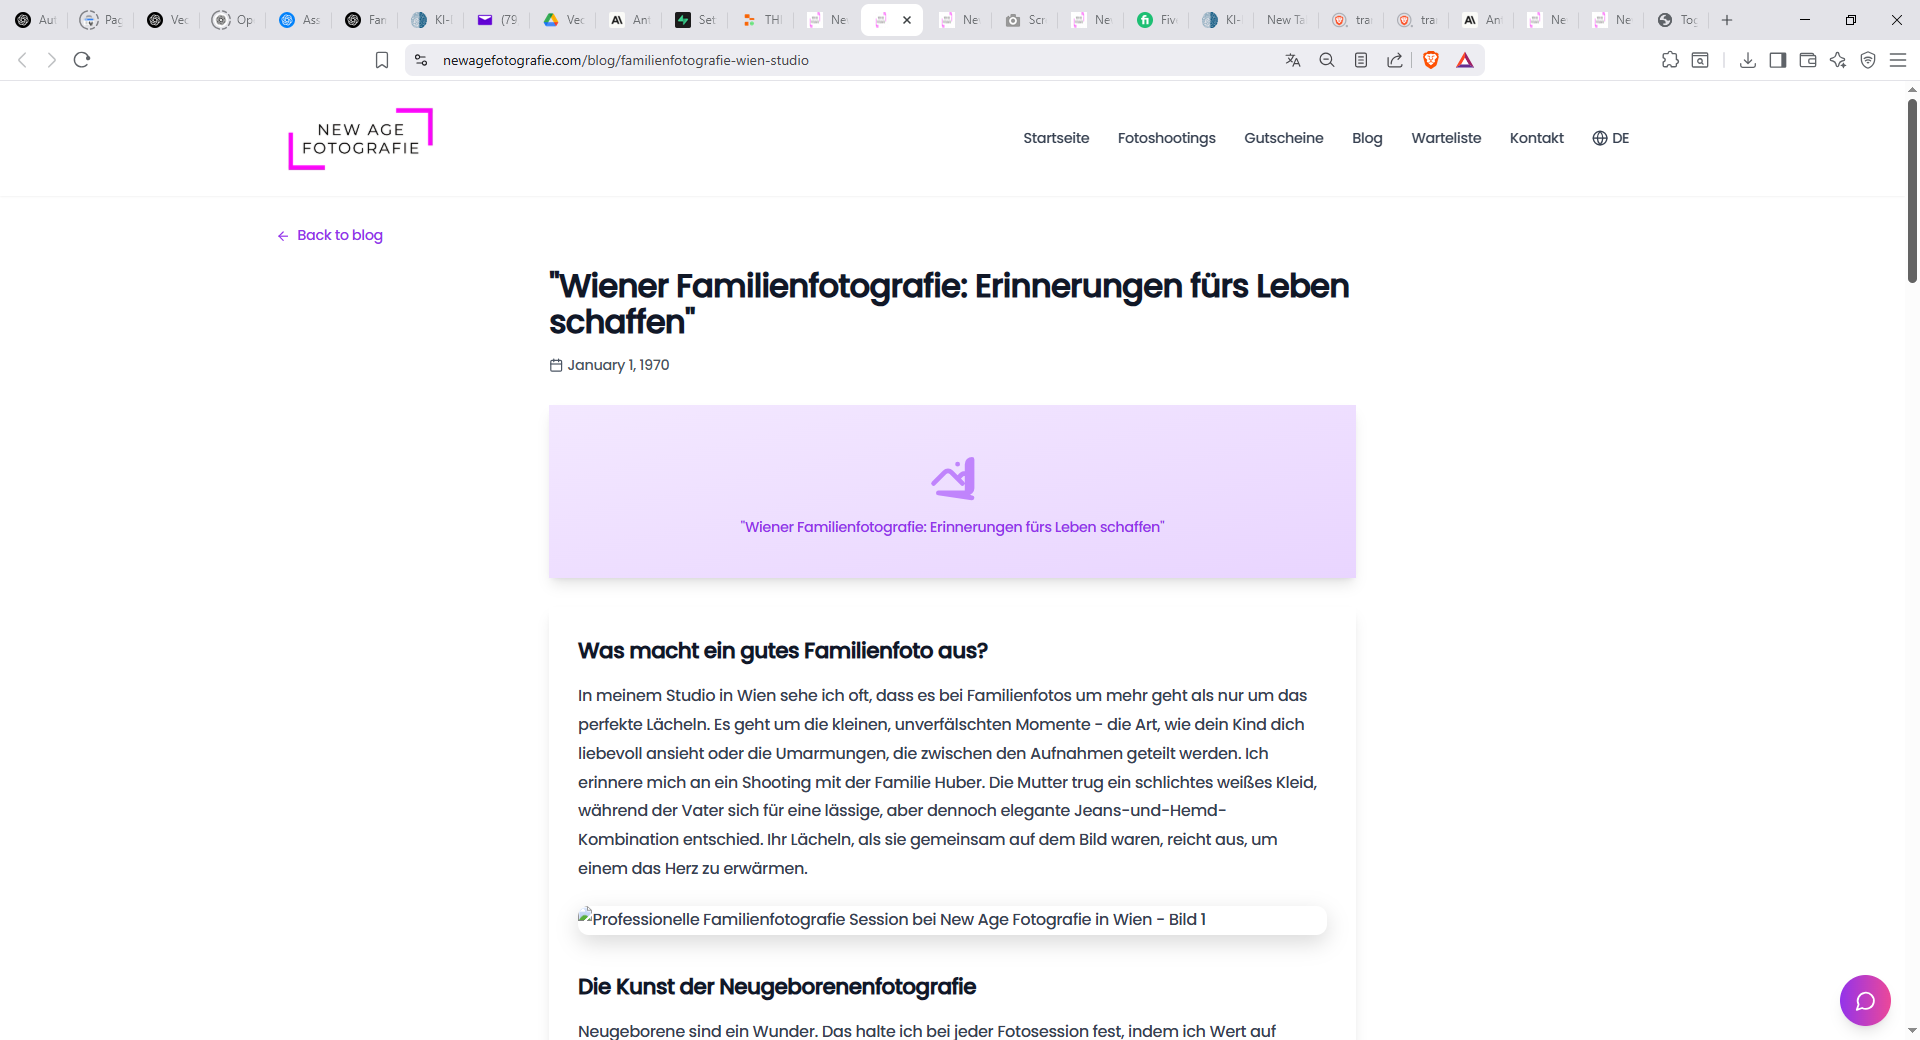 Aut
Pag
Vec
Op
Ass
Fan
KI-
(79
Vec
Ant
Set
TH
Nev
Ne
Scr
Nev
Five
KI-
New Ta
tra
tra
Ant
Ne
Ne
Tog
newagefotografie.com/blog/familienfotografie-wien-studio
NEW AGE
FOTOGRAFIE
Startseite
Fotoshootings
Gutscheine
Blog
Warteliste
Kontakt
DE
Back to blog
"Wiener Familienfotografie: Erinnerungen fürs Leben
schaffen"
January 1, 1970
"Wiener Familienfotografie: Erinnerungen fürs Leben schaffen"
Was macht ein gutes Familienfoto aus?
In meinem Studio in Wien sehe ich oft, dass es bei Familienfotos um mehr geht als nur um das
perfekte Lächeln. Es geht um die kleinen, unverfälschten Momente - die Art, wie dein Kind dich
liebevoll ansieht oder die Umarmungen, die zwischen den Aufnahmen geteilt werden. Ich
erinnere mich an ein Shooting mit der Familie Huber. Die Mutter trug ein schlichtes weißes Kleid,
während der Vater sich für eine lässige, aber dennoch elegante Jeans-und-Hemd-
Kombination entschied. Ihr Lächeln, als sie gemeinsam auf dem Bild waren, reicht aus, um
einem das Herz zu erwärmen.
Professionelle Familienfotografie Session bei New Age Fotografie in Wien - Bild 1
Die Kunst der Neugeborenenfotografie
Neugeborene sind ein Wunder. Das halte ich bei jeder Fotosession fest, indem ich Wert auf